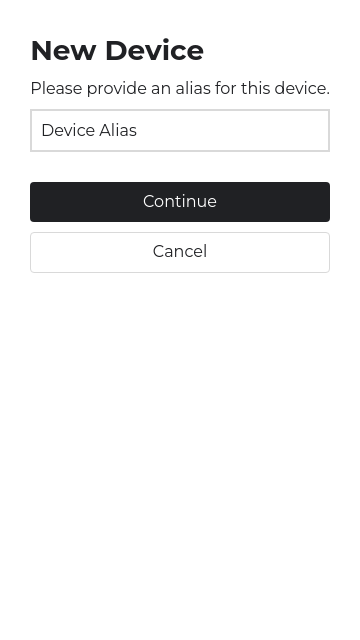 New Device
Please provide an alias for this device.
Device Alias
Continue
Cancel